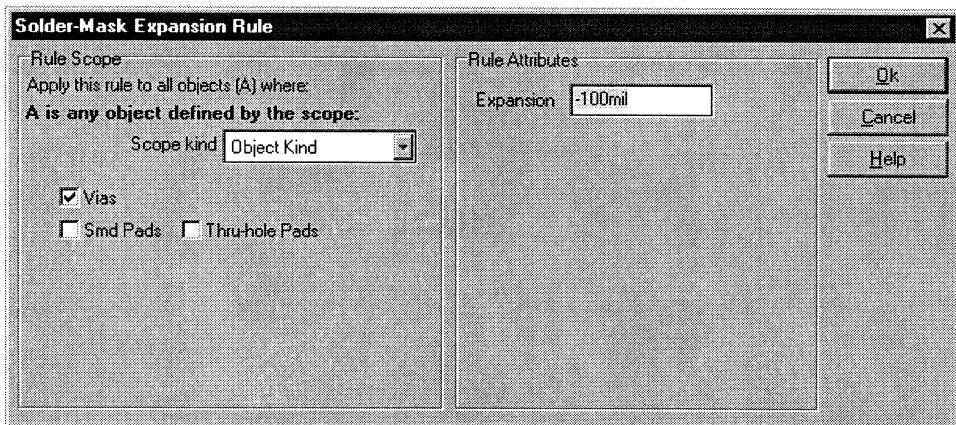 Solder-Mask Expansion Rule
Rule Scope
Apply this rule to all objects (A) where:
A is any object defined by the scope:
Scope kind Object Kind
Vias
Smd Pads Thru-hole Pads
Rule Attributes
Expansion -100mil
Ok
Cancel
Help